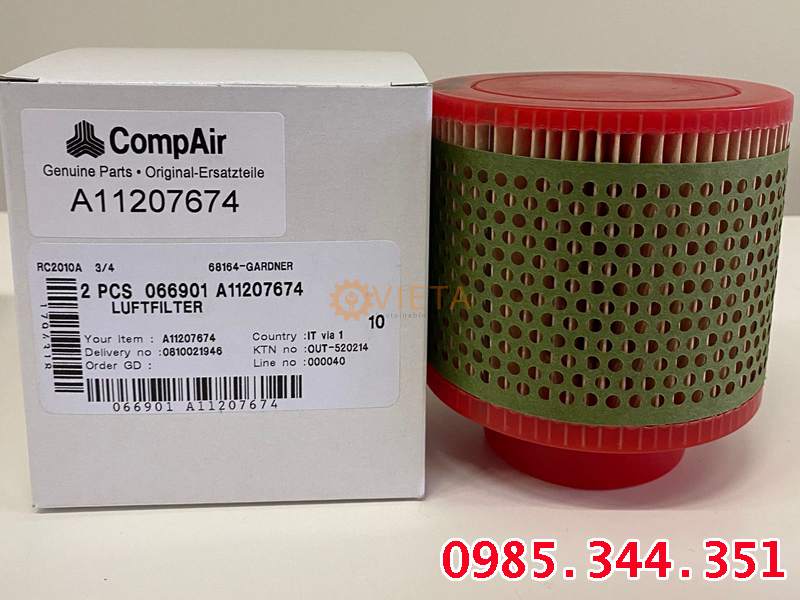 CompAir
Genuine Parts • Original-Ersatzteile
A11207674
RC2010A 3/4 68164-GARDNER
2 PCS 066901 A11207674
LUFTFILTER
10
Your Item : A11207674 Country :IT via 1
Delivery no :0810021946 KTN no :OUT-520214
Order GD : Line no :000040
066901 A11207674
VIETA
0985.344.351